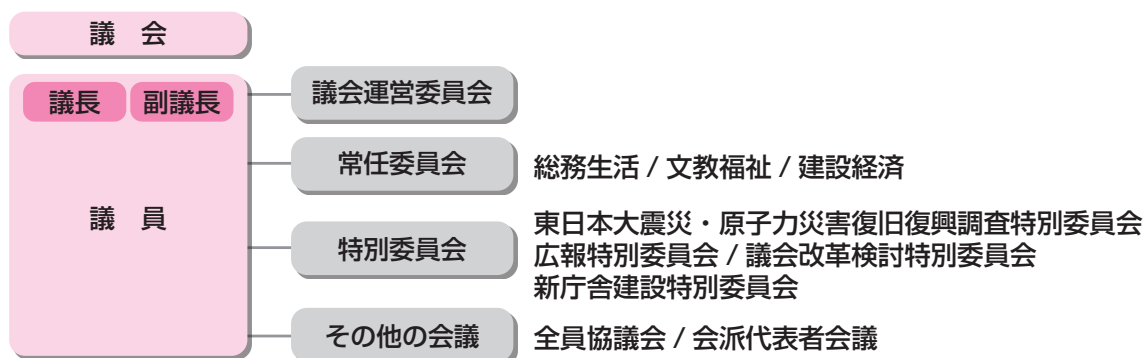 議 会
議長 副議長
議 員
議会運営委員会
常任委員会
総務生活 / 文教福祉 / 建設経済
特別委員会
東日本大震災・原子力災害復旧復興調査特別委員会
広報特別委員会 / 議会改革検討特別委員会
新庁舎建設特別委員会
その他の会議
全員協議会 / 会派代表者会議